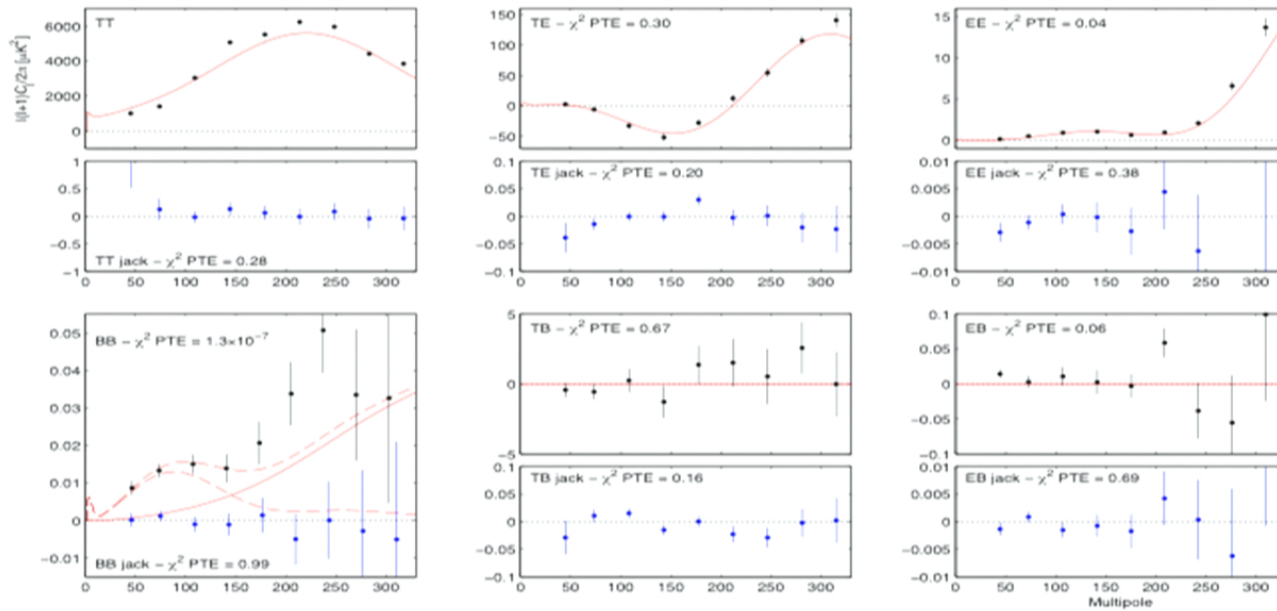 TT
TE − χ² PTE = 0.30
EE − χ² PTE = 0.04
l(l+1)C_l/2π [μK²]
6000
4000
2000
0
150
100
50
0
−50
15
10
5
0
TE jack − χ² PTE = 0.20
EE jack − χ² PTE = 0.38
1
0.5
0
−0.5
−1
0.1
0.05
0
−0.05
−0.1
0.01
0.005
0
−0.005
−0.01
TT jack − χ² PTE = 0.28
0 50 100 150 200 250 300
0 50 100 150 200 250 300
0 50 100 150 200 250 300
BB − χ² PTE = 1.3×10⁻⁷
TB − χ² PTE = 0.67
EB − χ² PTE = 0.06
0.05
0.04
0.03
0.02
0.01
0
−0.01
5
0
−5
0.1
0.05
0
−0.05
−0.1
TB jack − χ² PTE = 0.16
EB jack − χ² PTE = 0.69
0.1
0.05
0
−0.05
−0.1
0.01
0.005
0
−0.005
−0.01
BB jack − χ² PTE = 0.99
0 50 100 150 200 250 300
0 50 100 150 200 250 300
0 50 100 150 200 250 300
Multipole